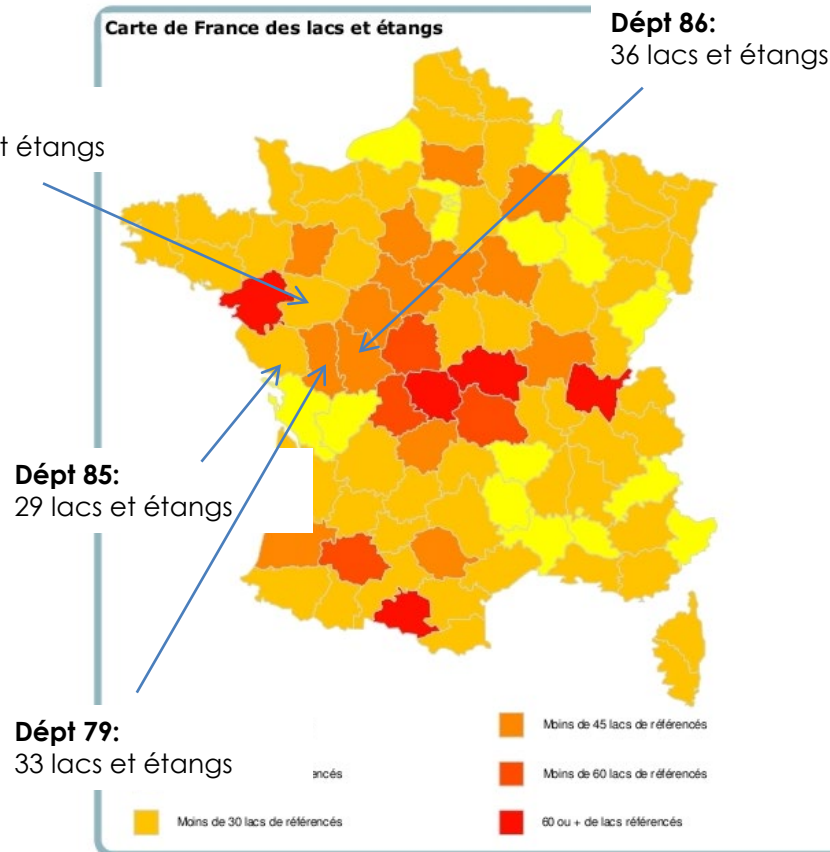 Carte de France des lacs et étangs
Dépt 86:
36 lacs et étangs
étangs
Dépt 85:
29 lacs et étangs
Dépt 79:
33 lacs et étangs
Moins de 30 lacs de référencés
Moins de 45 lacs de référencés
Moins de 60 lacs de référencés
60 ou + de lacs référencés